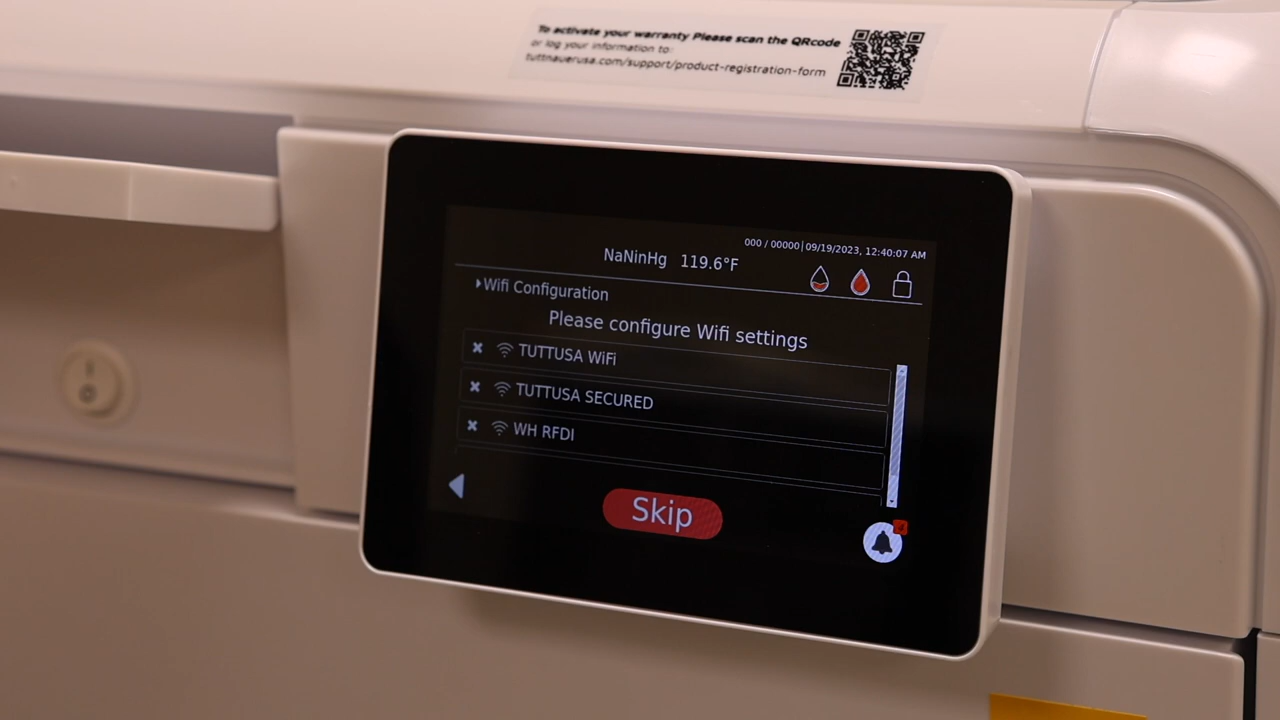 To activate your warranty Please scan the QRcode
or log your information to:
tuttnauerusa.com/support/product-registration-form
000 / 00000|09/19/2023, 12:40:07 AM
NaNinHg 119.6°F
Wifi Configuration
Please configure Wifi settings
TUTTUSA WiFi
TUTTUSA SECURED
WH RFDI
Skip
4